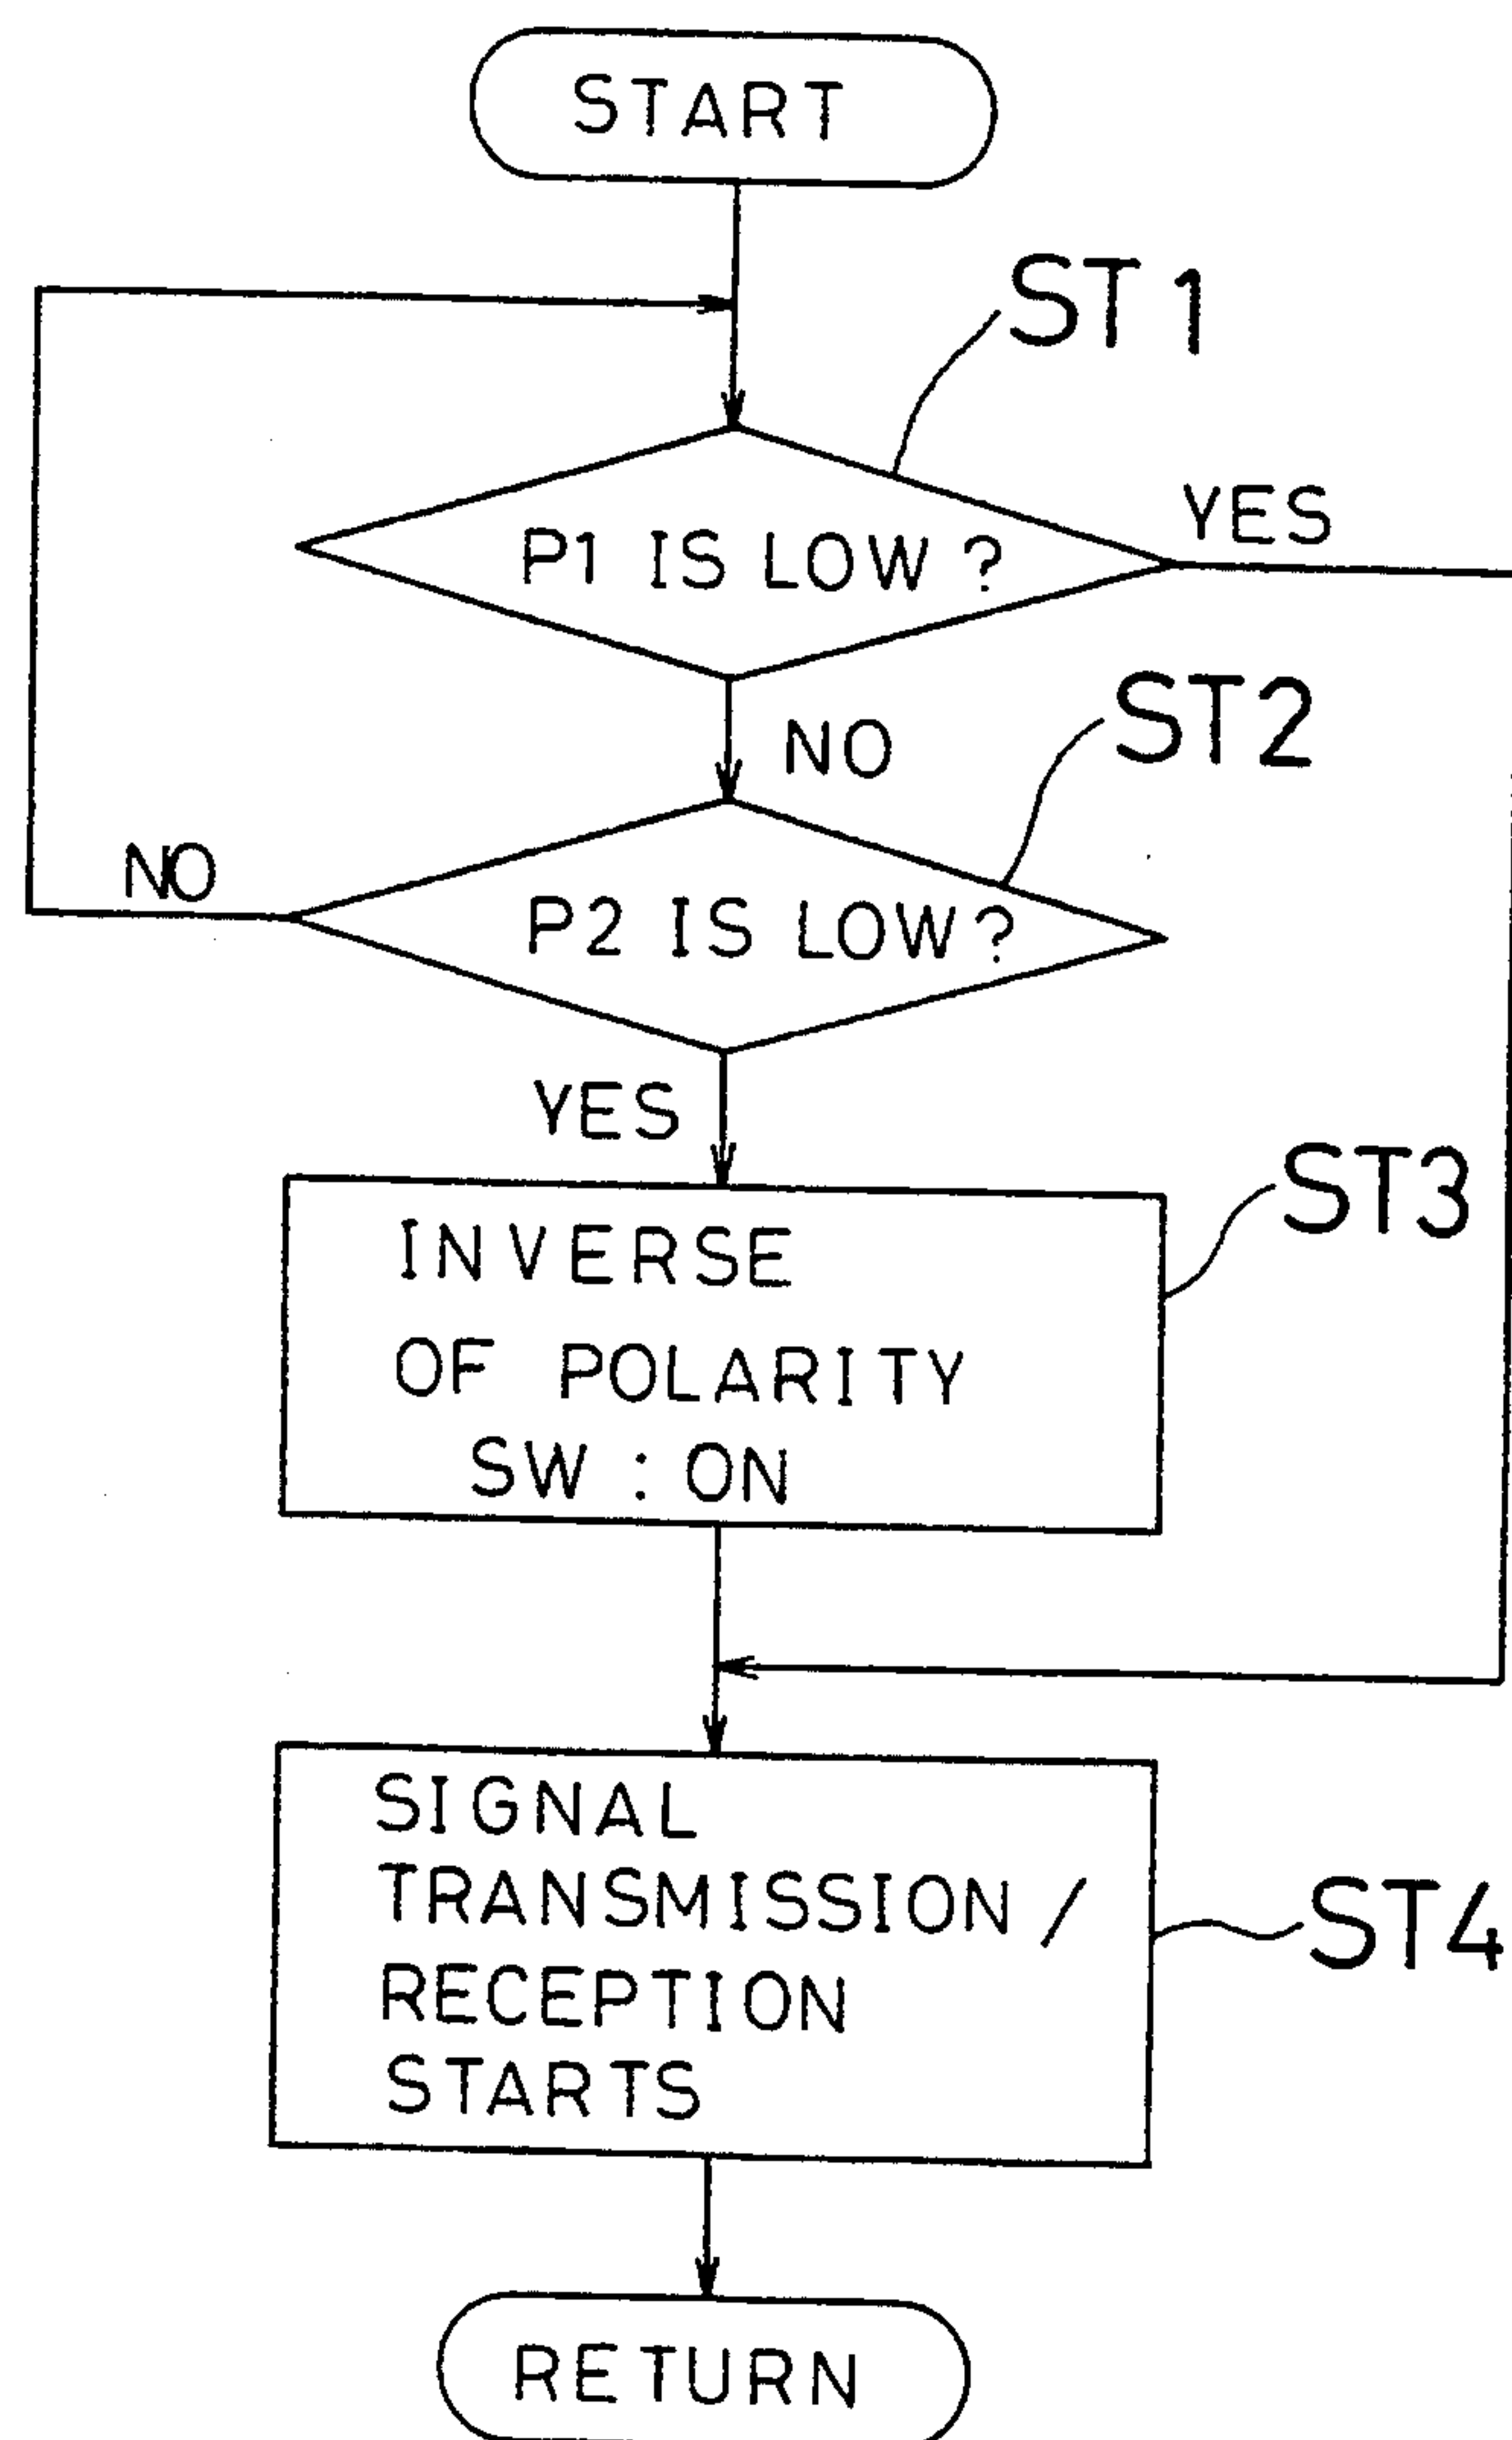 START
ST1
P1 IS LOW ?
YES
NO
ST2
NO
P2 IS LOW?
YES
ST3
INVERSE
OF POLARITY
SW : ON
SIGNAL
TRANSMISSION /
RECEPTION
STARTS
ST4
RETURN